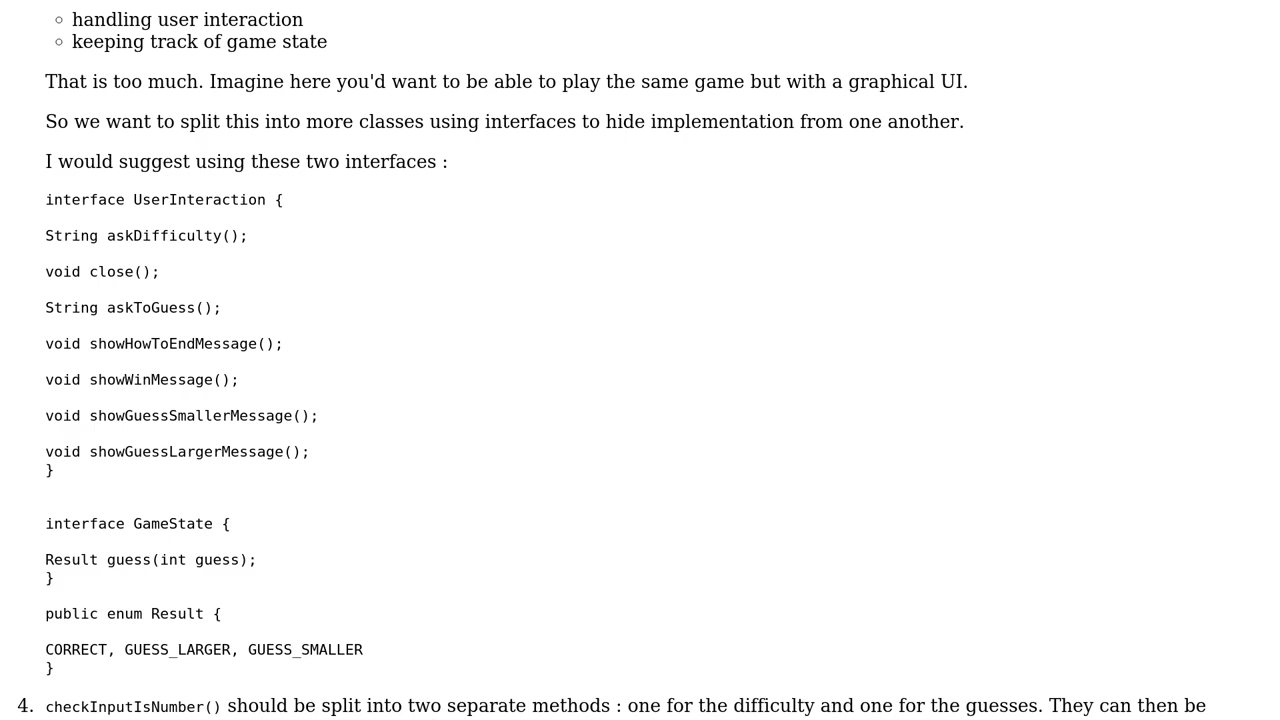 handling user interaction
keeping track of game state
That is too much. Imagine here you'd want to be able to play the same game but with a graphical UI.
So we want to split this into more classes using interfaces to hide implementation from one another.
I would suggest using these two interfaces :
interface UserInteraction {
String askDifficulty();
void close();
String askToGuess();
void showHowToEndMessage();
void showWinMessage();
void showGuessSmallerMessage();
void showGuessLargerMessage();
}
interface GameState {
Result guess(int guess);
}
public enum Result {
CORRECT, GUESS_LARGER, GUESS_SMALLER
}
4. checkInputIsNumber() should be split into two separate methods : one for the difficulty and one for the guesses. They can then be